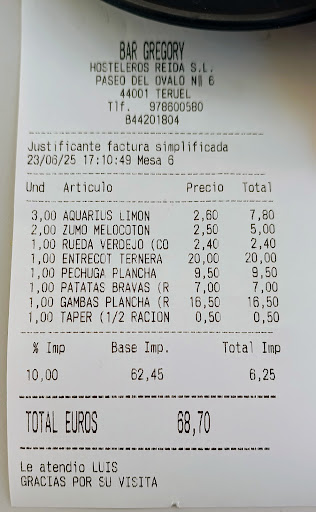 BAR GREGORY
HOSTELEROS REIDA S.L.
PASEO DEL OVALO Nº 6
44001 TERUEL
Tlf. 978600580
B44201804
Justificante factura simplificada
23/06/25 17:10:49 Mesa 6
Und Articulo Precio Total
3,00 AQUARIUS LIMON 2,60 7,80
2,00 ZUMO MELOCOTON 2,50 5,00
1,00 RUEDA VERDEJO (CO 2,40 2,40
1,00 ENTRECOT TERNERA 20,00 20,00
1,00 PECHUGA PLANCHA 9,50 9,50
1,00 PATATAS BRAVAS (R 7,00 7,00
1,00 GAMBAS PLANCHA (R 16,50 16,50
1,00 TAPER (1/2 RACION 0,50 0,50
% Imp Base Imp. Total Imp
10,00 62,45 6,25
TOTAL EUROS 68,70
Le atendio LUIS
GRACIAS POR SU VISITA